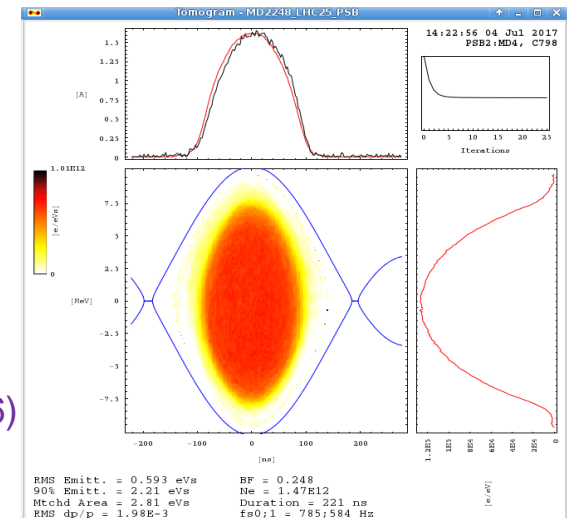 Tomogram - MD2248_LHC25_PSB
14:22:56 04 Jul 2017
PSB2:MD4, C798
1.5
1.25
1
0.75
0.5
0.25
0
[A]
0 5 10 15 20 25
Iterations
1.01E12
[e/eVs]
0
7.5
5
2.5
0
-2.5
-5
-7.5
[MeV]
-200 -100 0 100 200
[ns]
1.2E5 1E5 8E4 6E4 4E4 2E4 0
[e/eV]
6)
RMS Emitt. = 0.593 eVs
90% Emitt. = 2.21 eVs
Mtchd Area = 2.81 eVs
RMS dp/p = 1.98E-3
BF = 0.248
Ne = 1.47E12
Duration = 221 ns
fs0;1 = 785;584 Hz